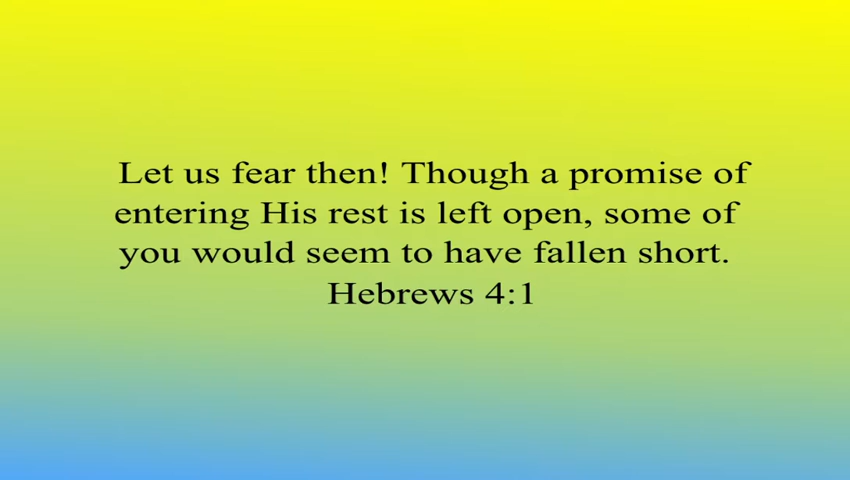 Let us fear then! Though a promise of
entering His rest is left open, some of
you would seem to have fallen short.
Hebrews 4:1